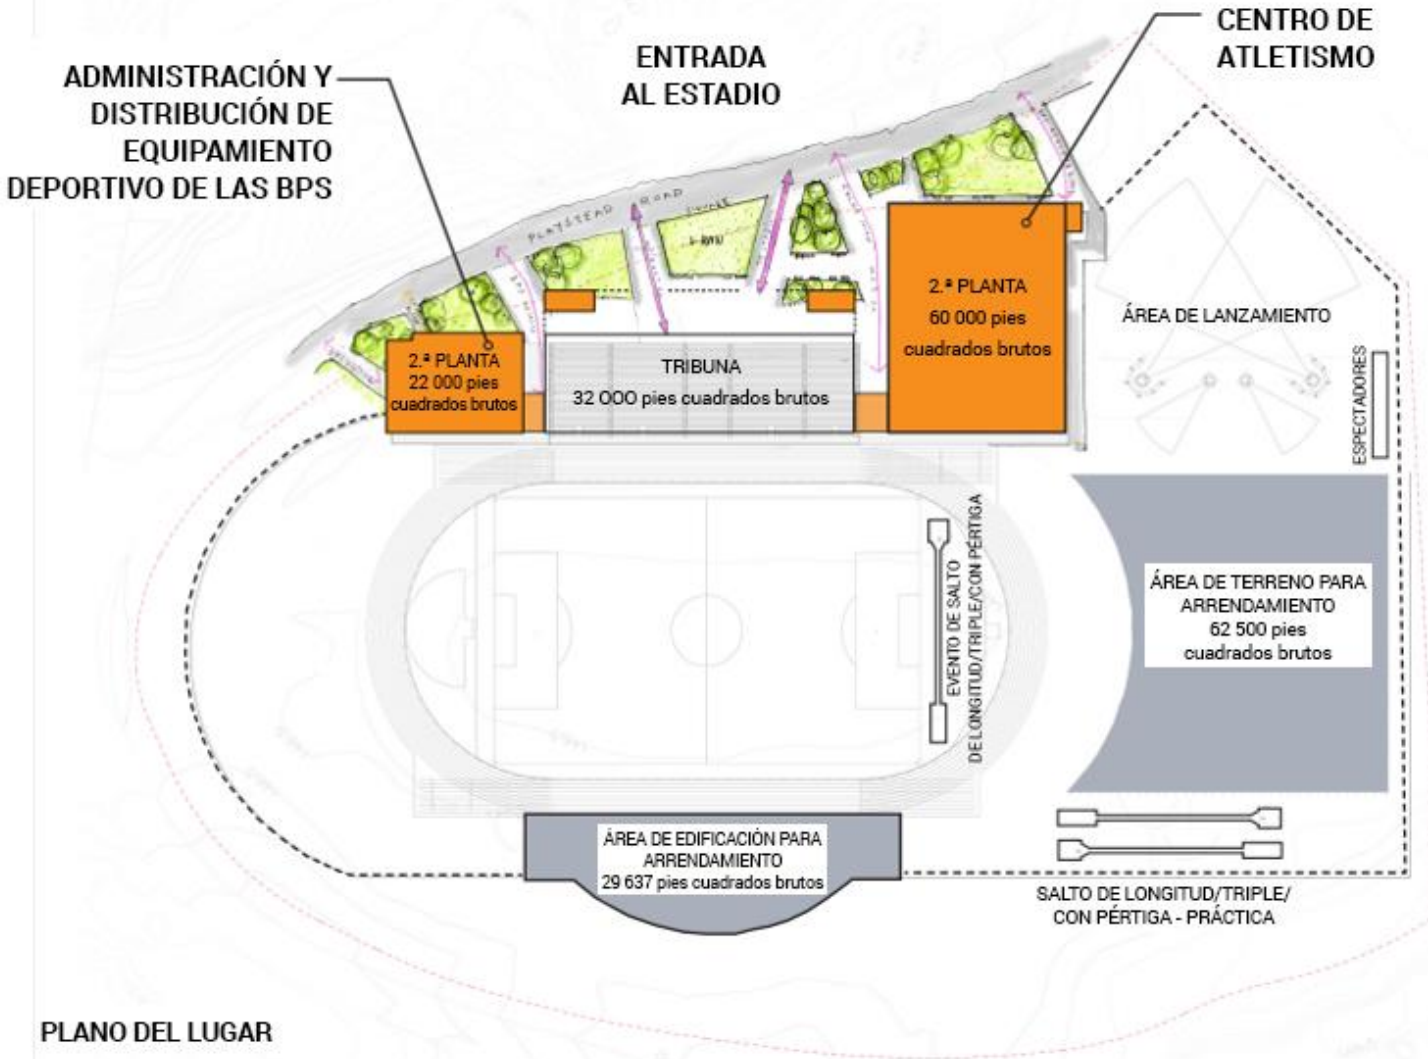 CENTRO DE
ATLETISMO
ENTRADA
AL ESTADIO
ADMINISTRACIÓN Y
DISTRIBUCIÓN DE
EQUIPAMIENTO
DEPORTIVO DE LAS BPS
PLAYSTEAD ROAD
2.ª PLANTA
60 000 pies
cuadrados brutos
ÁREA DE LANZAMIENTO
2.ª PLANTA
22 000 pies
cuadrados brutos
TRIBUNA
32 000 pies cuadrados brutos
ESPECTADORES
EVENTO DE SALTO
DE LONGITUD/TRIPLE/CON PÉRTIGA
ÁREA DE TERRENO PARA
ARRENDAMIENTO
62 500 pies
cuadrados brutos
ÁREA DE EDIFICACIÓN PARA
ARRENDAMIENTO
29 637 pies cuadrados brutos
SALTO DE LONGITUD/TRIPLE/
CON PÉRTIGA - PRÁCTICA
PLANO DEL LUGAR